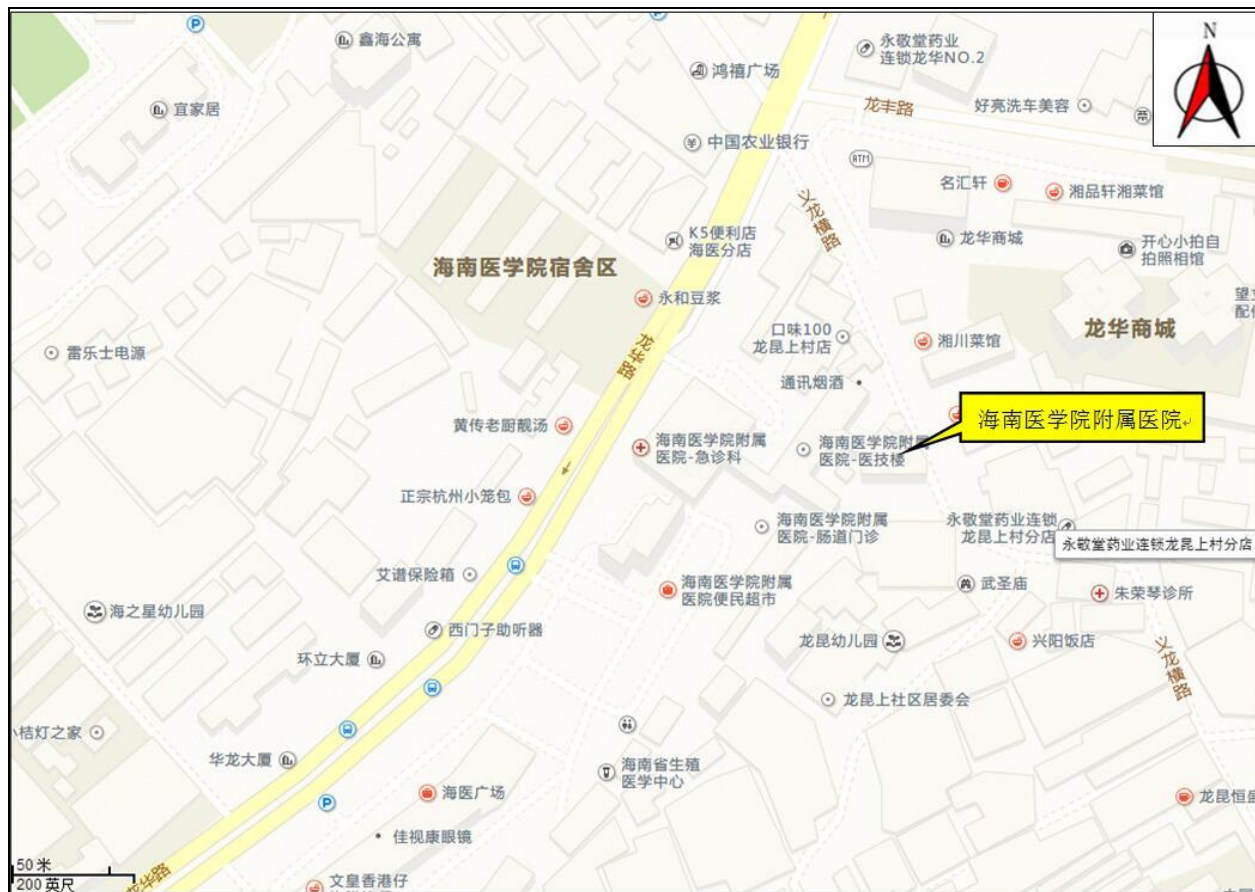 P
P
鑫海公寓
鸿禧广场
永敬堂药业
连锁龙华NO.2
N
宜家居
龙丰路
好亮洗车美容
中国农业银行
ATM
名汇轩
湘品轩湘菜馆
义龙横路
K5便利店
海医分店
龙华商城
开心小拍自
拍照相馆
海南医学院宿舍区
永和豆浆
龙华商城
口味100
龙昆上村店
湘川菜馆
雷乐士电源
龙华路
通讯烟酒
黄传老厨靓汤
海南医学院附属医院
海南医学院附属
医院-急诊科
海南医学院附属
医院-医技楼
正宗杭州小笼包
海南医学院附属
医院-肠道门诊
永敬堂药业连锁
龙昆上村分店
永敬堂药业连锁龙昆上村分店
艾谱保险箱
海南医学院附属
医院便民超市
武圣庙
朱荣琴诊所
海之星幼儿园
西门子助听器
龙昆幼儿园
兴阳饭店
环立大厦
义龙横路
龙昆上社区居委会
小桔灯之家
华龙大厦
海南省生殖
医学中心
海医广场
龙昆恒盛
P
佳视康眼镜
50 米
200 英尺
龙华路
文皇香港仔